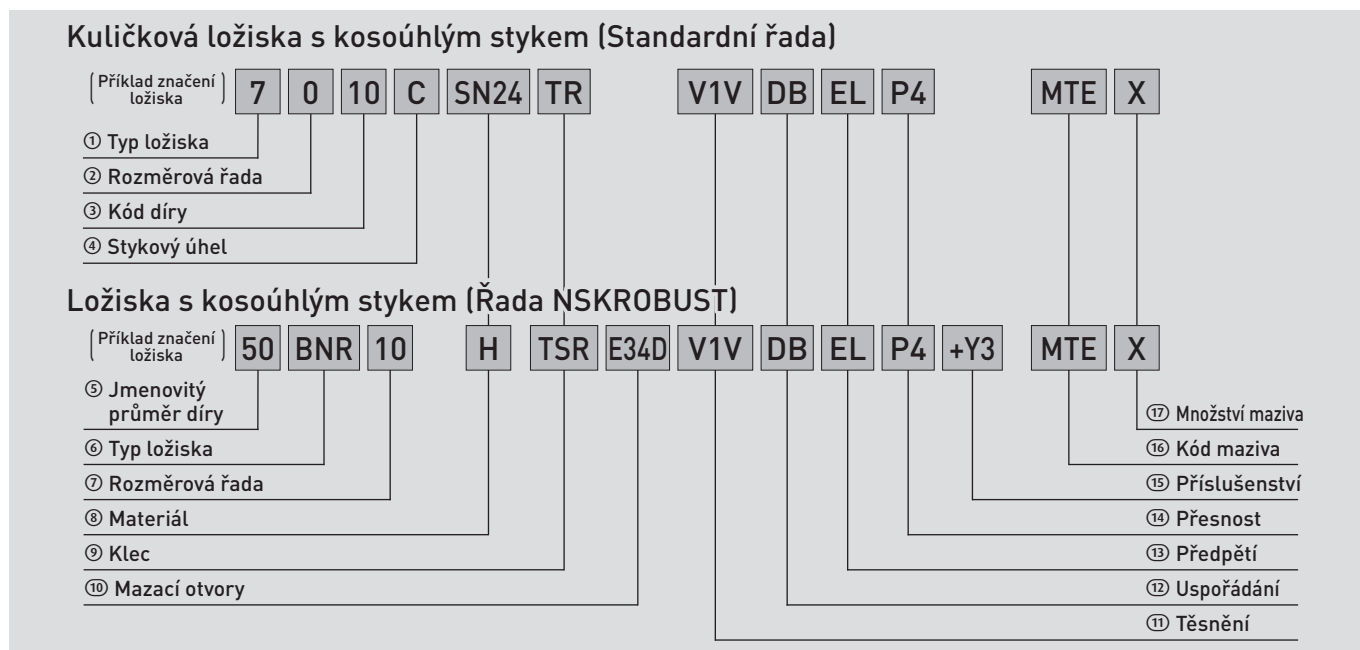 Kuličková ložiska s kosoúhlým stykem (Standardní řada)
(Příklad značení ložiska) 7 0 10 C SN24 TR V1V DB EL P4 MTE X
① Typ ložiska
② Rozměrová řada
③ Kód díry
④ Stykový úhel
Ložiska s kosoúhlým stykem (Řada NSKROBUST)
(Příklad značení ložiska) 50 BNR 10 H TSR E34D V1V DB EL P4 +Y3 MTE X
⑤ Jmenovitý
průměr díry
⑥ Typ ložiska
⑦ Rozměrová řada
⑧ Materiál
⑨ Klec
⑩ Mazací otvory
⑰ Množství maziva
⑯ Kód maziva
⑮ Příslušenství
⑭ Přesnost
⑬ Předpětí
⑫ Uspořádání
⑪ Těsnění